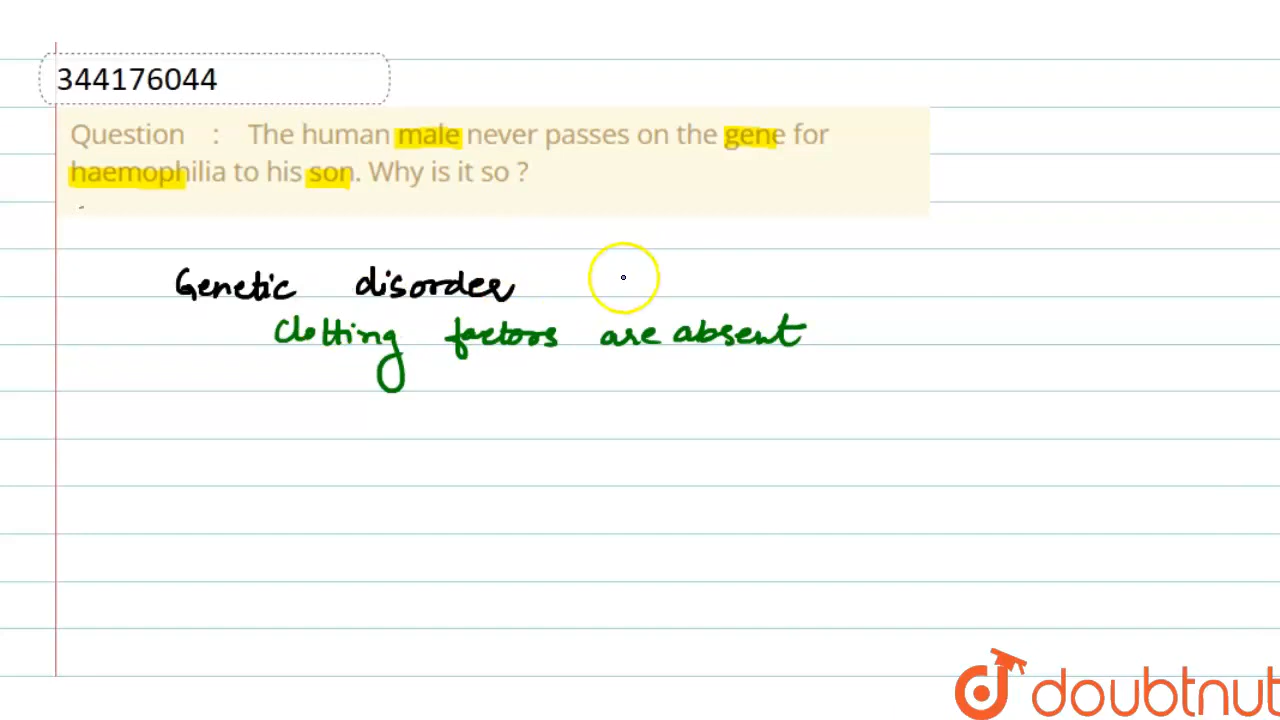 344176044
Question : The human male never passes on the gene for
haemophilia to his son. Why is it so ?
Genetic disorder
Clotting factors are absent
doubtnut